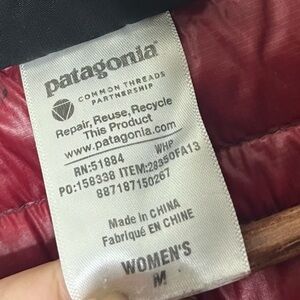 patagonia
COMMON THREADS
PARTNERSHIP
Repair, Reuse, Recycle
This Product
www.patagonia.com
WHP
RN:51884
PO:158338 ITEM:28350FA13
887187150267
Made in CHINA
Fabriqué EN CHINE
WOMEN'S
M